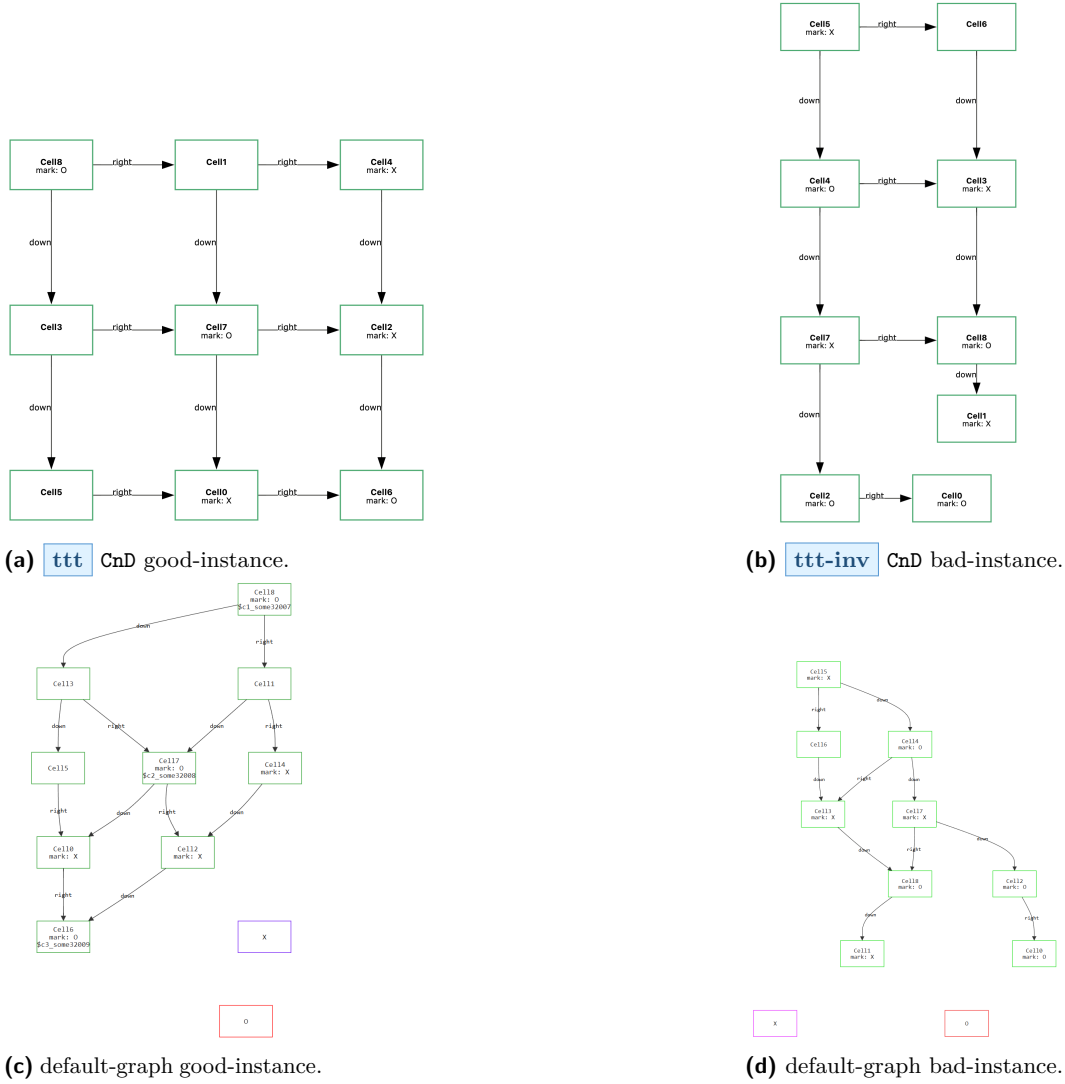 Cell8
mark: O
right
Cell1
right
Cell4
mark: X
down
down
down
Cell3
right
Cell7
mark: O
right
Cell2
mark: X
down
down
down
Cell5
right
Cell0
mark: X
right
Cell6
mark: O
(a) ttt CnD good-instance.
Cell5
mark: X
right
Cell6
down
down
Cell4
mark: O
right
Cell3
mark: X
down
down
Cell7
mark: X
right
Cell8
mark: O
down
down
Cell1
mark: X
Cell2
mark: O
right
Cell0
mark: O
(b) ttt-inv CnD bad-instance.
Cell8
mark: O
$c1_some32007
down
right
Cell3
Cell1
down
right
down
right
Cell5
Cell7
mark: O
$c2_some32008
Cell4
mark: X
right
down
right
down
Cell0
mark: X
Cell2
mark: X
right
down
Cell6
mark: O
$c3_some32009
X
O
(c) default-graph good-instance.
Cell5
mark: X
right
down
Cell6
Cell4
mark: O
down
right
down
Cell3
mark: X
Cell7
mark: X
down
right
down
Cell8
mark: O
Cell2
mark: O
down
right
Cell1
mark: X
Cell0
mark: O
X
O
(d) default-graph bad-instance.